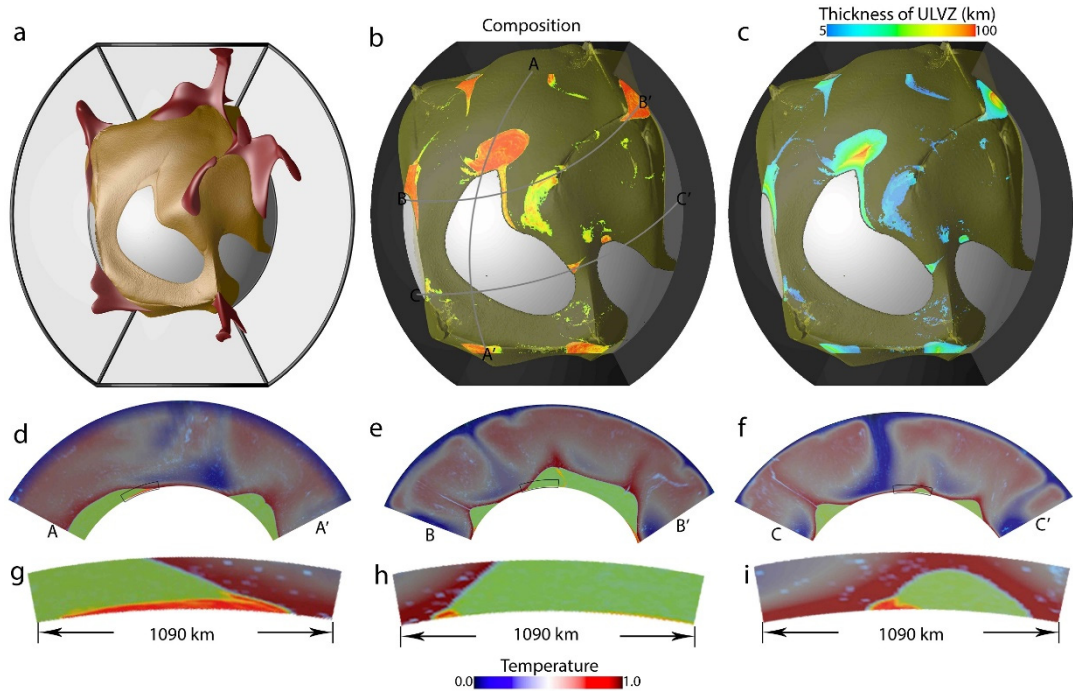 a
b
Composition
c
Thickness of ULVZ (km)
5
100
A
B'
B
C'
C
A'
d
e
f
A
A'
B
B'
C
C'
g
h
i
1090 km
1090 km
1090 km
Temperature
0.0
1.0